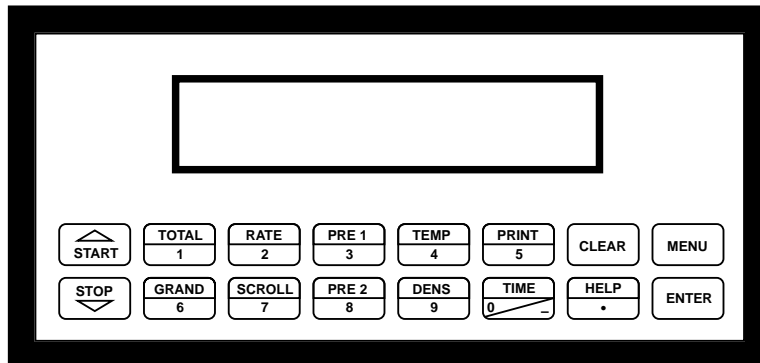 START
TOTAL 1
RATE 2
PRE 1 3
TEMP 4
PRINT 5
CLEAR
MENU
STOP
GRAND 6
SCROLL 7
PRE 2 8
DENS 9
TIME 0 –
HELP •
ENTER